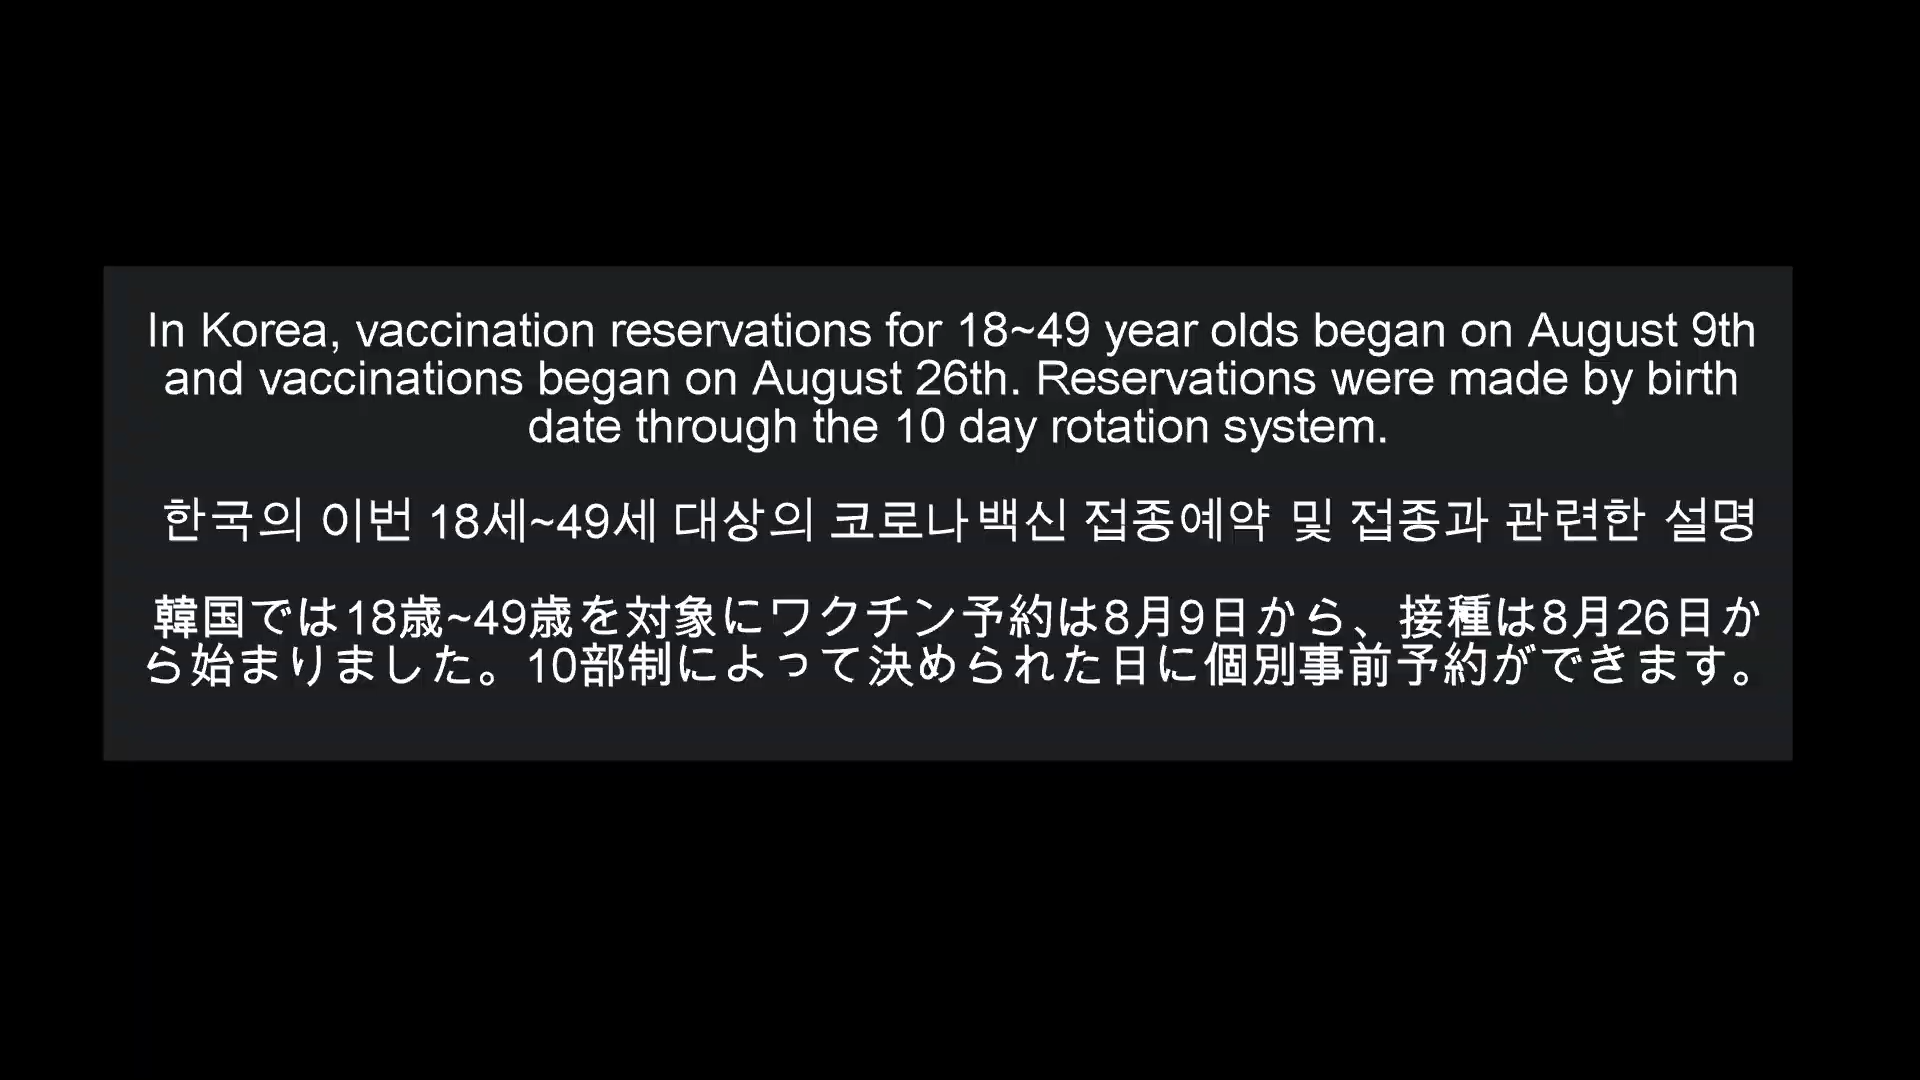 In Korea, vaccination reservations for 18~49 year olds began on August 9th
and vaccinations began on August 26th. Reservations were made by birth
date through the 10 day rotation system.
한국의 이번 18세~49세 대상의 코로나백신 접종예약 및 접종과 관련한 설명
韓国では18歳~49歳を対象にワクチン予約は8月9日から、接種は8月26日か
ら始まりました。10部制によって決められた日に個別事前予約ができます。